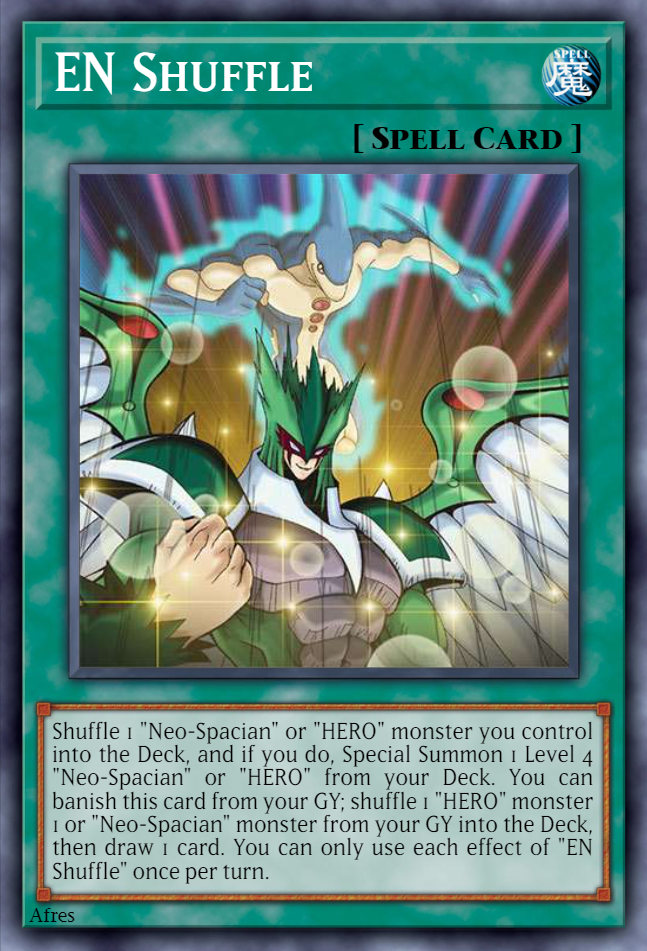 EN Shuffle
SPELL
魔
[ Spell Card ]
Shuffle 1 "Neo-Spacian" or "HERO" monster you control
into the Deck, and if you do, Special Summon 1 Level 4
"Neo-Spacian" or "HERO" from your Deck. You can
banish this card from your GY; shuffle 1 "HERO" monster
1 or "Neo-Spacian" monster from your GY into the Deck,
then draw 1 card. You can only use each effect of "EN
Shuffle" once per turn.
Afres